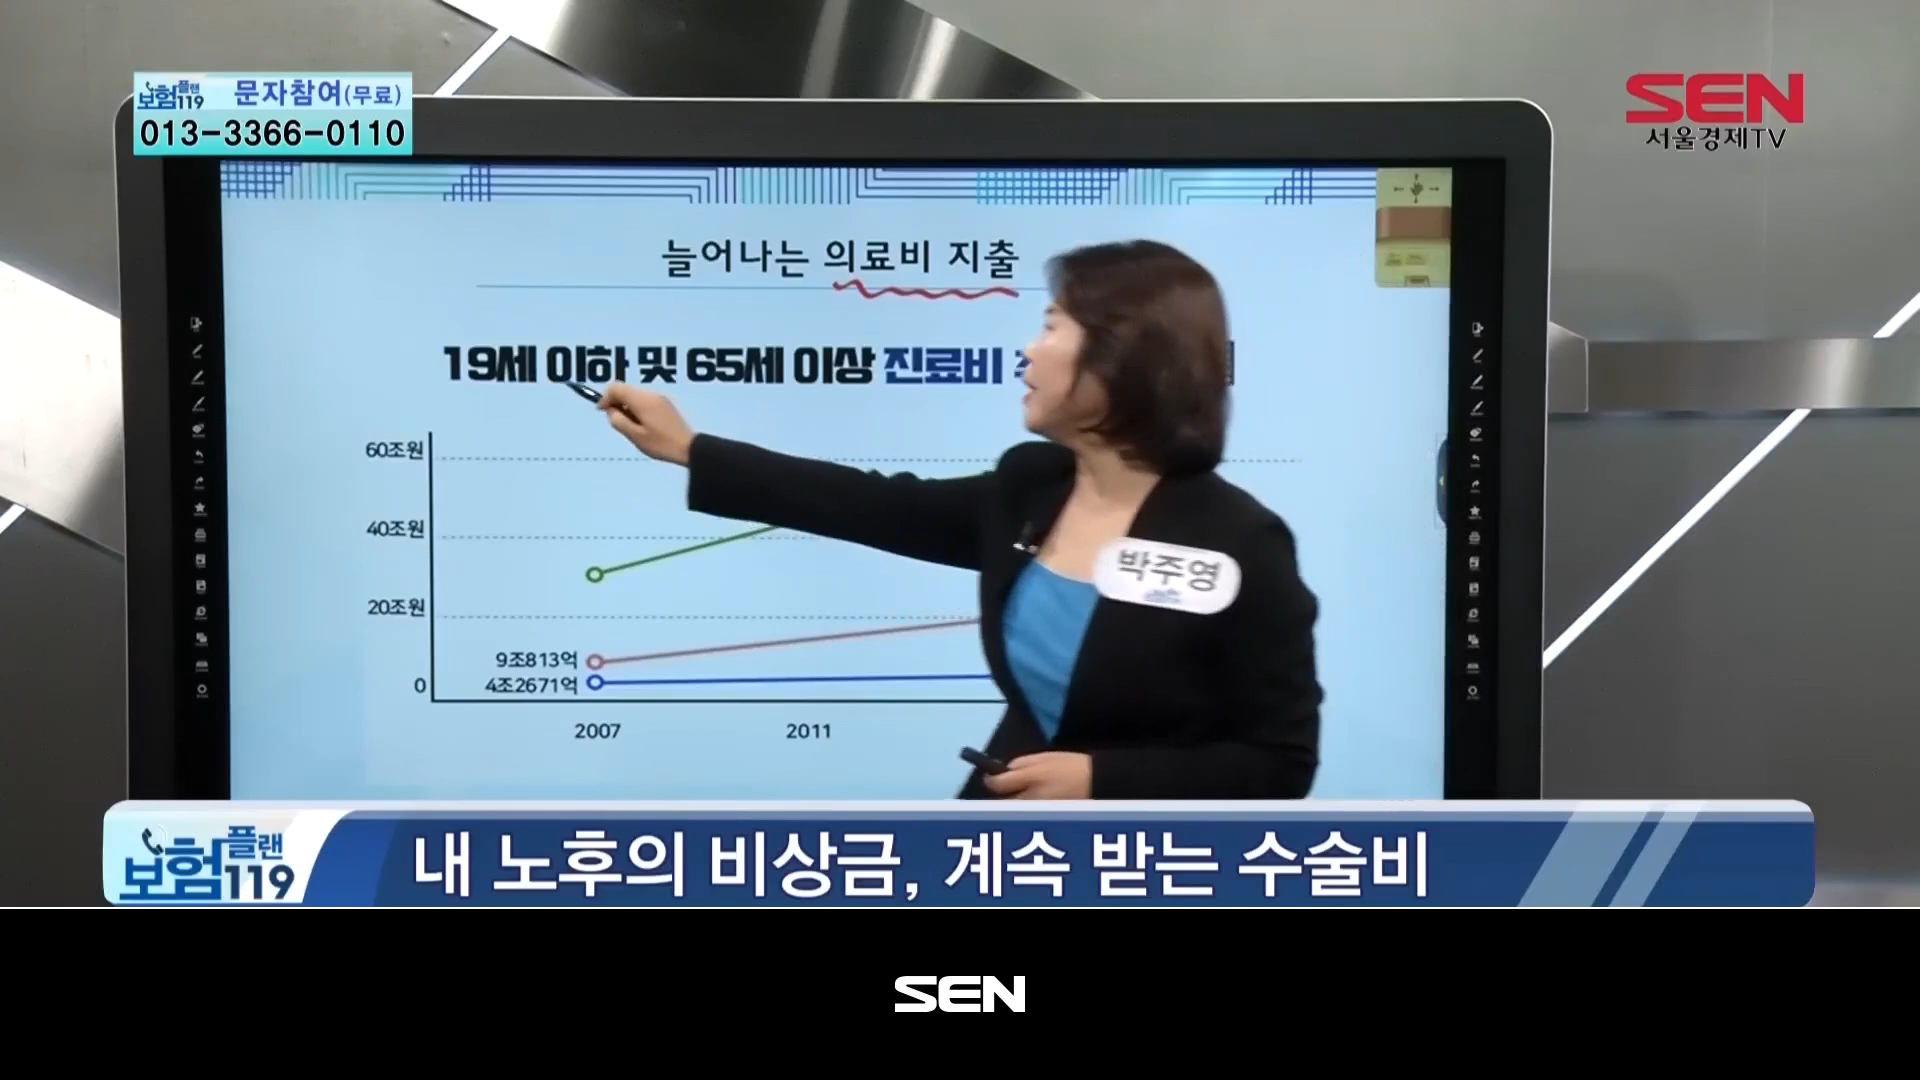 보험플랜119 문자참여(무료)
013-3366-0110
SEN
서울경제TV
늘어나는 의료비 지출
19세 이하 및 65세 이상 진료비
60조원
40조원
20조원
9조813억
4조2671억
0
2007 2011
박주영
보험플랜119
내 노후의 비상금, 계속 받는 수술비
SEN